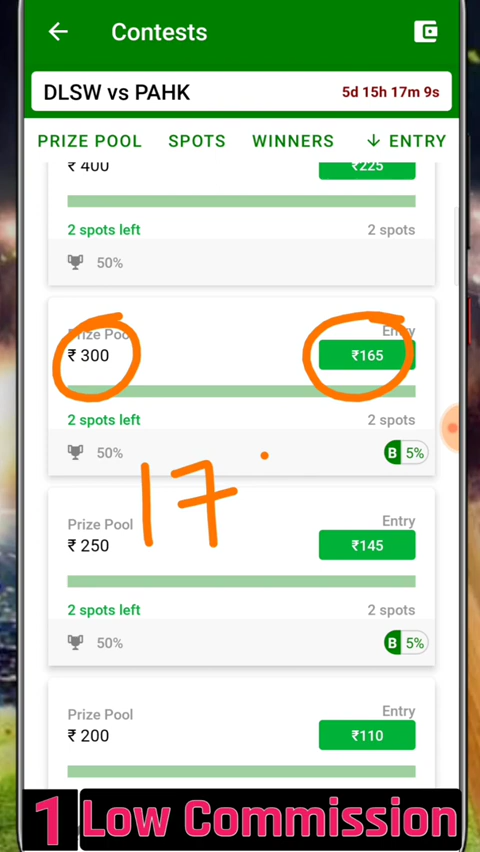 Contests
DLSW vs PAHK 5d 15h 17m 9s
PRIZE POOL SPOTS WINNERS ↓ ENTRY
₹ 400 ₹225
2 spots left 2 spots
50%
Prize Pool Entry
₹ 300 ₹165
2 spots left 2 spots
50% B 5%
17
Prize Pool Entry
₹ 250 ₹145
2 spots left 2 spots
50% B 5%
Prize Pool Entry
₹ 200 ₹110
1 Low Commission